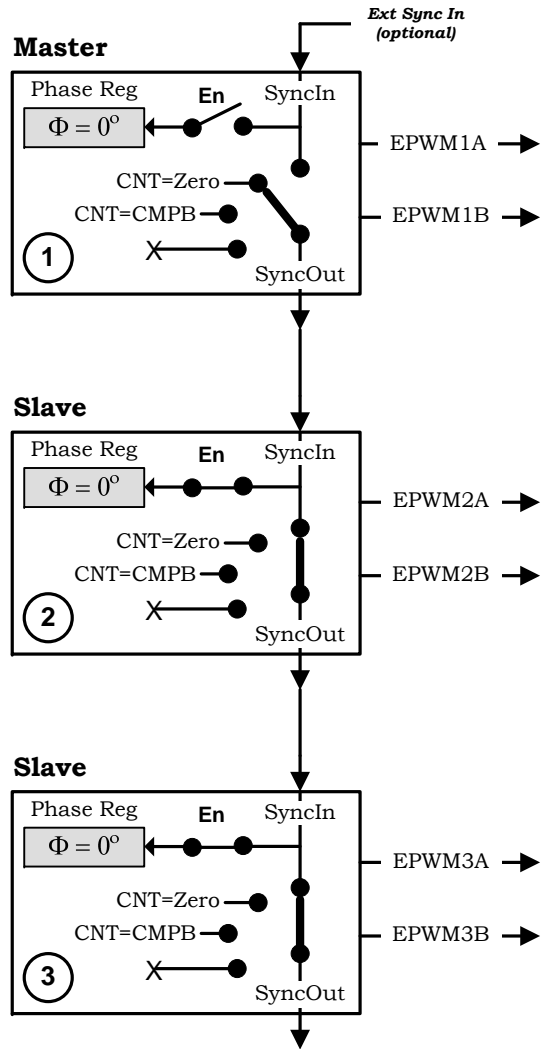 Ext Sync In
(optional)
Master
Phase Reg
En
SyncIn
Φ = 0°
EPWM1A
CNT=Zero
CNT=CMPB
EPWM1B
X
1
SyncOut
Slave
Phase Reg
En
SyncIn
Φ = 0°
EPWM2A
CNT=Zero
CNT=CMPB
EPWM2B
X
2
SyncOut
Slave
Phase Reg
En
SyncIn
Φ = 0°
EPWM3A
CNT=Zero
CNT=CMPB
EPWM3B
X
3
SyncOut